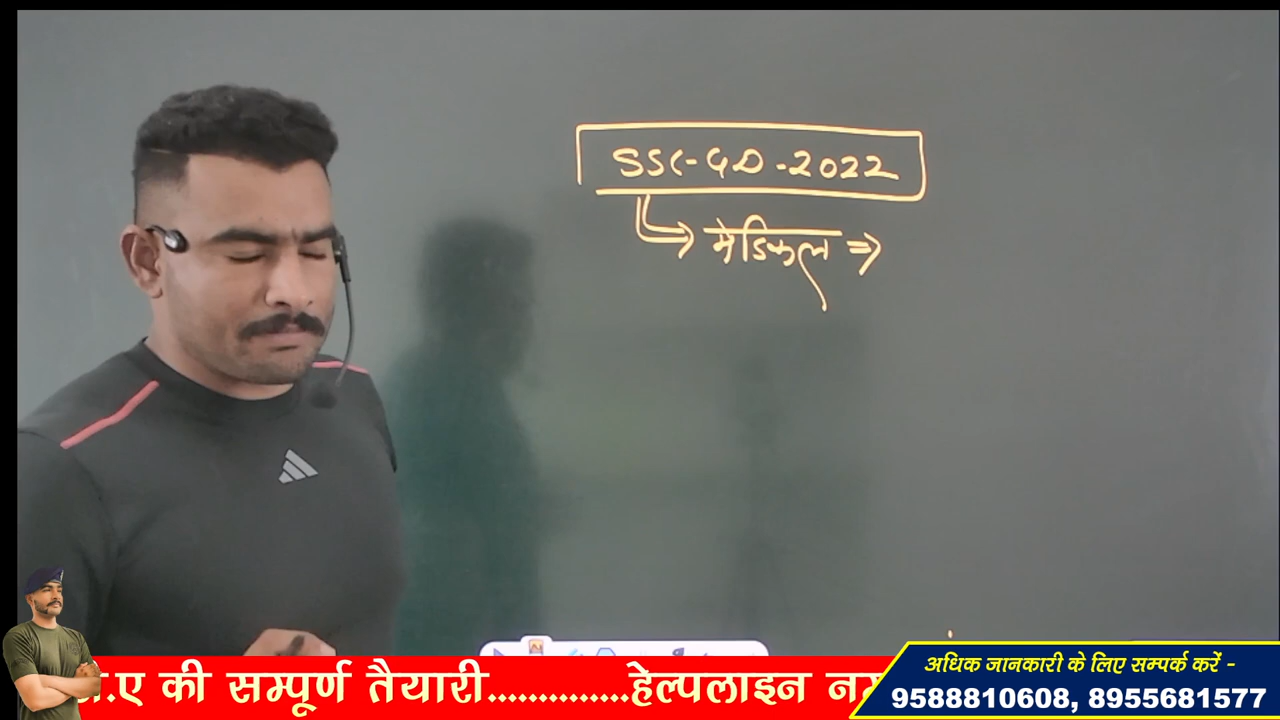 SSC-GD-2022
मेडिकल
.ए की सम्पूर्ण तैयारी..............हेल्पलाइन
अधिक जानकारी के लिए सम्पर्क करें -
9588810608, 8955681577